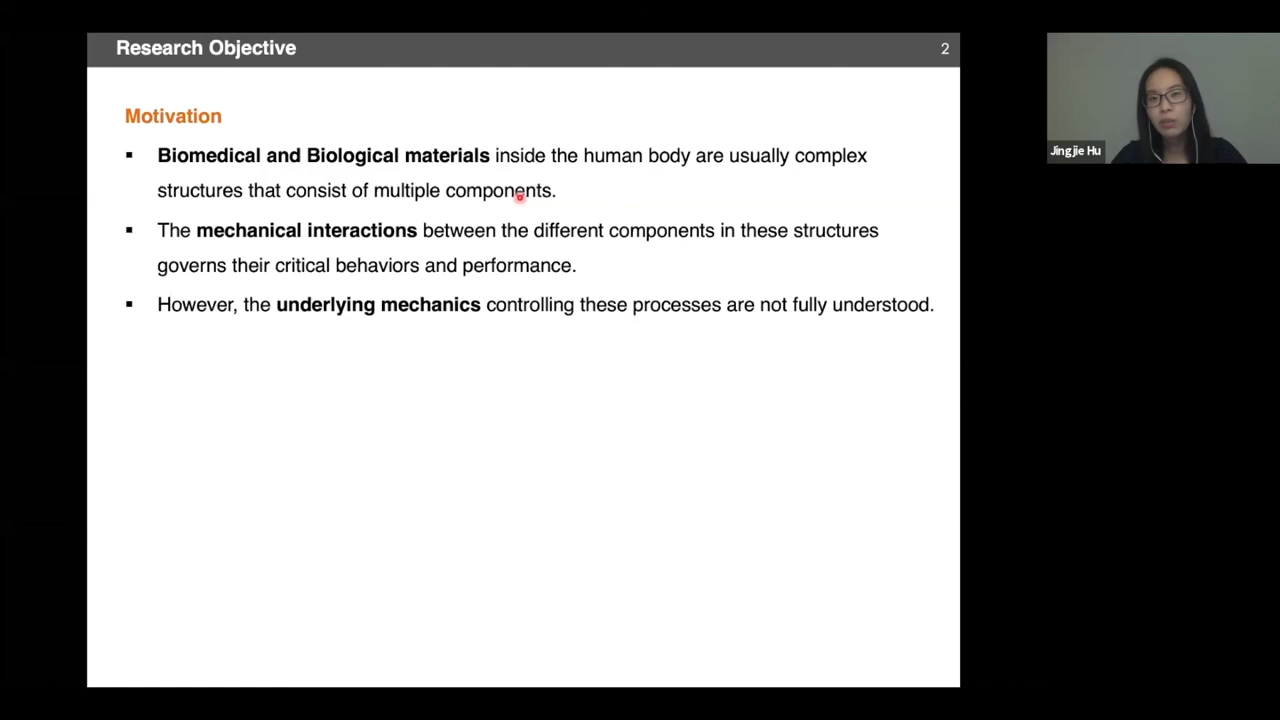 Research Objective 2
Motivation
▪ Biomedical and Biological materials inside the human body are usually complex
structures that consist of multiple components.
▪ The mechanical interactions between the different components in these structures
governs their critical behaviors and performance.
▪ However, the underlying mechanics controlling these processes are not fully understood.
Jingjie Hu